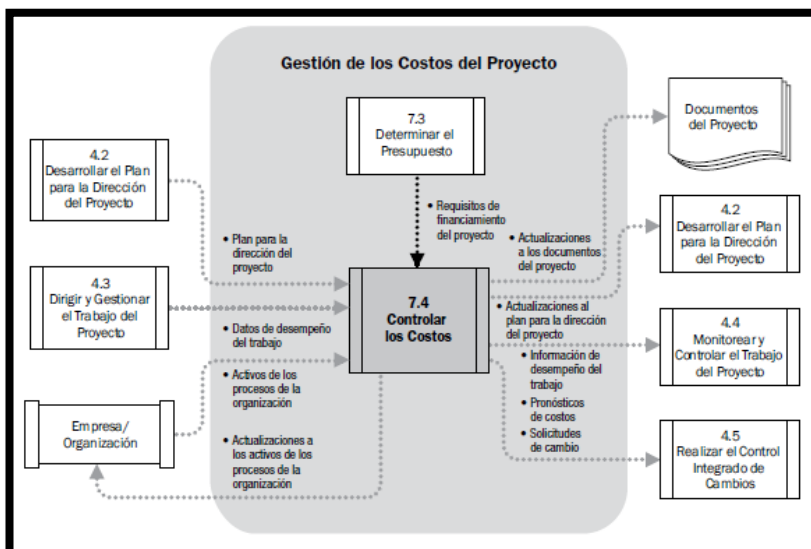 Gestión de los Costos del Proyecto
7.3
Determinar el
Presupuesto
Documentos
del Proyecto
4.2
Desarrollar el Plan
para la Dirección
del Proyecto
• Requisitos de
financiamiento
del proyecto
• Plan para la
dirección del
proyecto
• Actualizaciones
a los documentos
del proyecto
4.2
Desarrollar el Plan
para la Dirección
del Proyecto
4.3
Dirigir y Gestionar
el Trabajo del
Proyecto
7.4
Controlar
los Costos
• Datos de desempeño
del trabajo
• Actualizaciones al
plan para la dirección
del proyecto
4.4
Monitorear y
Controlar el Trabajo
del Proyecto
• Activos de los
procesos de la
organización
• Información de
desempeño del
trabajo
• Pronósticos
de costos
• Solicitudes
de cambio
Empresa/
Organización
• Actualizaciones a
los activos de los
procesos de la
organización
4.5
Realizar el Control
Integrado de
Cambios